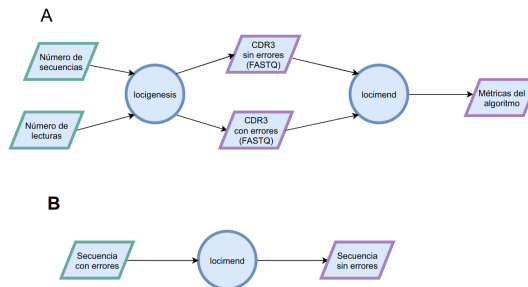 A
Número de
secuencias
Número de
lecturas
locigenesis
CDR3
sin errores
(FASTQ)
CDR3
con errores
(FASTQ)
locimend
Métricas del
algoritmo
B
Secuencia
con errores
locimend
Secuencia
sin errores